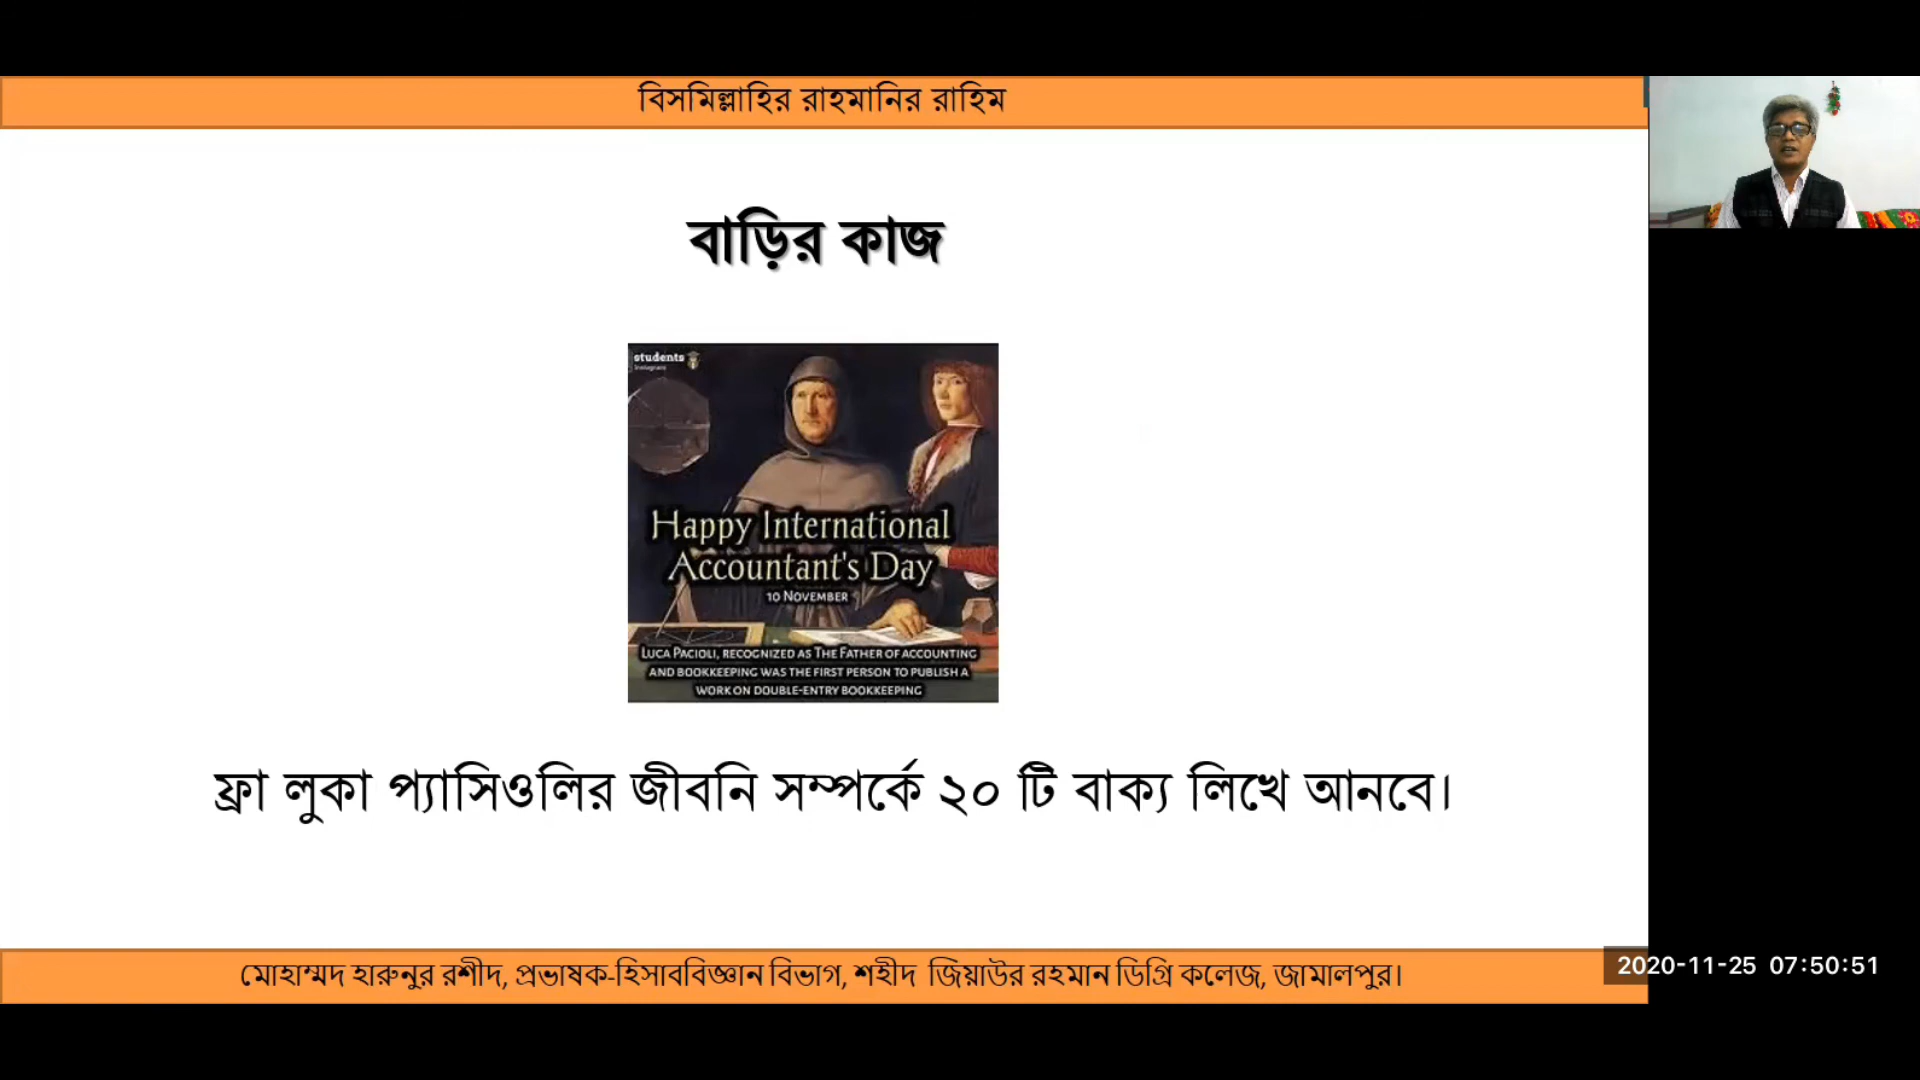 বিসমিল্লাহির রাহমানির রাহিম
বাড়ির কাজ
students
Instagram
Happy International
Accountant's Day
10 NOVEMBER
LUCA PACIOLI, RECOGNIZED AS THE FATHER OF ACCOUNTING
AND BOOKKEEPING WAS THE FIRST PERSON TO PUBLISH A
WORK ON DOUBLE-ENTRY BOOKKEEPING
ফ্রা লুকা প্যাসিওলির জীবনি সম্পর্কে ২০ টি বাক্য লিখে আনবে।
মোহাম্মদ হারুনুর রশীদ, প্রভাষক-হিসাববিজ্ঞান বিভাগ, শহীদ জিয়াউর রহমান ডিগ্রি কলেজ, জামালপুর।
2020-11-25 07:50:51